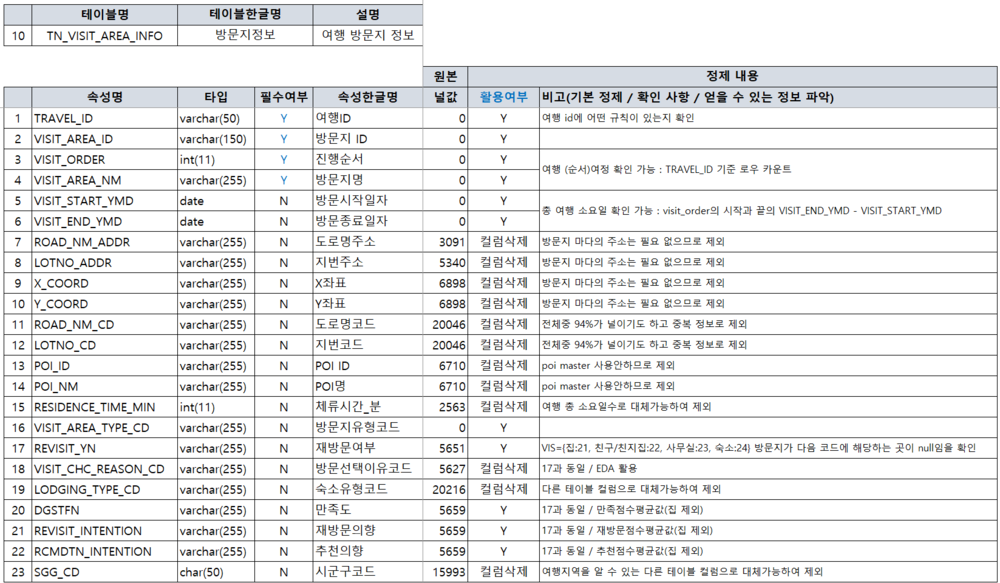 테이블명 테이블한글명 설명
10 TN_VISIT_AREA_INFO 방문지정보 여행 방문지 정보
원본 정제 내용
속성명 타입 필수여부 속성한글명 널값 활용여부 비고(기본 정제 / 확인 사항 / 얻을 수 있는 정보 파악)
1 TRAVEL_ID varchar(50) Y 여행ID 0 Y 여행 id에 어떤 규칙이 있는지 확인
2 VISIT_AREA_ID varchar(150) Y 방문지 ID 0 Y
3 VISIT_ORDER int(11) Y 진행순서 0 Y
여행 (순서)여정 확인 가능 : TRAVEL_ID 기준 로우 카운트
4 VISIT_AREA_NM varchar(255) Y 방문지명 0 Y
5 VISIT_START_YMD date N 방문시작일자 0 Y
총 여행 소요일 확인 가능 : visit_order의 시작과 끝의 VISIT_END_YMD - VISIT_START_YMD
6 VISIT_END_YMD date N 방문종료일자 0 Y
7 ROAD_NM_ADDR varchar(255) N 도로명주소 3091 컬럼삭제 방문지 마다의 주소는 필요 없으므로 제외
8 LOTNO_ADDR varchar(255) N 지번주소 5340 컬럼삭제 방문지 마다의 주소는 필요 없으므로 제외
9 X_COORD varchar(255) N X좌표 6898 컬럼삭제 방문지 마다의 주소는 필요 없으므로 제외
10 Y_COORD varchar(255) N Y좌표 6898 컬럼삭제 방문지 마다의 주소는 필요 없으므로 제외
11 ROAD_NM_CD varchar(255) N 도로명코드 20046 컬럼삭제 전체중 94%가 널이기도 하고 중복 정보로 제외
12 LOTNO_CD varchar(255) N 지번코드 20046 컬럼삭제 전체중 94%가 널이기도 하고 중복 정보로 제외
13 POI_ID varchar(255) N POI ID 6710 컬럼삭제 poi master 사용안하므로 제외
14 POI_NM varchar(255) N POI명 6710 컬럼삭제 poi master 사용안하므로 제외
15 RESIDENCE_TIME_MIN int(11) N 체류시간_분 2563 컬럼삭제 여행 총 소요일수로 대체가능하여 제외
16 VISIT_AREA_TYPE_CD varchar(255) N 방문지유형코드 0 Y
17 REVISIT_YN varchar(255) N 재방문여부 5651 Y VIS={집:21, 친구/친지집:22, 사무실:23, 숙소:24} 방문지가 다음 코드에 해당하는 곳이 null임을 확인
18 VISIT_CHC_REASON_CD varchar(255) N 방문선택이유코드 5627 컬럼삭제 17과 동일 / EDA 활용
19 LODGING_TYPE_CD varchar(255) N 숙소유형코드 20216 컬럼삭제 다른 테이블 컬럼으로 대체가능하여 제외
20 DGSTFN varchar(255) N 만족도 5659 Y 17과 동일 / 만족점수평균값(집 제외)
21 REVISIT_INTENTION varchar(255) N 재방문의향 5659 Y 17과 동일 / 재방문점수평균값(집 제외)
22 RCMDTN_INTENTION varchar(255) N 추천의향 5659 Y 17과 동일 / 추천점수평균값(집 제외)
23 SGG_CD char(50) N 시군구코드 15993 컬럼삭제 여행지역을 알 수 있는 다른 테이블 컬럼으로 대체가능하여 제외